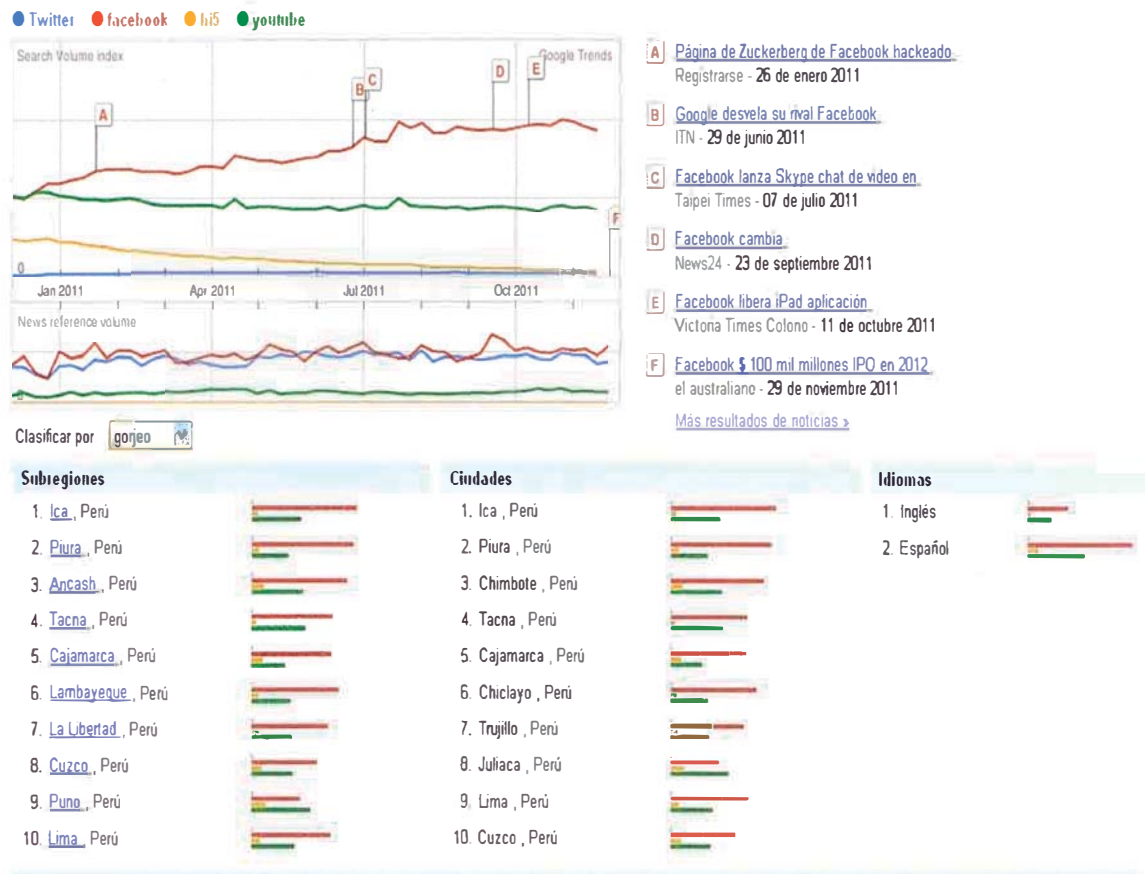 Twitter facebook hi5 youtube
Search Volume index Google Trends
A
B
C
D
E
F
0
Jan 2011 Apr 2011 Jul 2011 Oct 2011
News reference volume
0
A Página de Zuckerberg de Facebook hackeado
Registrarse - 26 de enero 2011
B Google desvela su rival Facebook
ITN - 29 de junio 2011
C Facebook lanza Skype chat de video en
Taipei Times - 07 de julio 2011
D Facebook cambia
News24 - 23 de septiembre 2011
E Facebook libera iPad aplicación
Victoria Times Colono - 11 de octubre 2011
F Facebook $ 100 mil millones IPO en 2012
el australiano - 29 de noviembre 2011
Más resultados de noticias »
Clasificar por gorjeo
Subregiones
1. Ica , Perú
2. Piura , Perú
3. Ancash , Perú
4. Tacna , Perú
5. Cajamarca , Perú
6. Lambayeque , Perú
7. La Libertad , Perú
8. Cuzco , Perú
9. Puno , Perú
10. Lima , Perú
Ciudades
1. Ica , Perú
2. Piura , Perú
3. Chimbote , Perú
4. Tacna , Perú
5. Cajamarca , Perú
6. Chiclayo , Perú
7. Trujillo , Perú
8. Juliaca , Perú
9. Lima , Perú
10. Cuzco , Perú
Idiomas
1. Inglés
2. Español